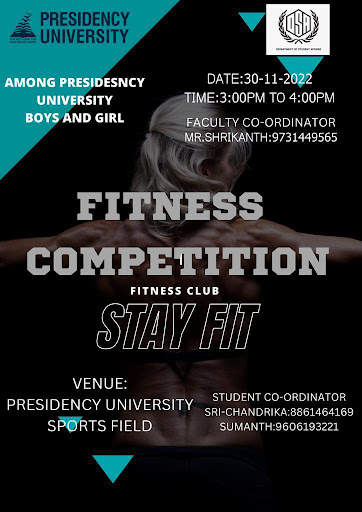 PRESIDENCY
UNIVERSITY
DSA
DEPARTMENT OF STUDENT AFFAIRS
AMONG PRESIDESNCY
UNIVERSITY
BOYS AND GIRL
DATE:30-11-2022
TIME:3:00PM TO 4:00PM
FACULTY CO-ORDINATOR
MR.SHRIKANTH:9731449565
FITNESS
COMPETITION
FITNESS CLUB
STAY FIT
VENUE:
PRESIDENCY UNIVERSITY
SPORTS FIELD
STUDENT CO-ORDINATOR
SRI-CHANDRIKA:8861464169
SUMANTH:9606193221